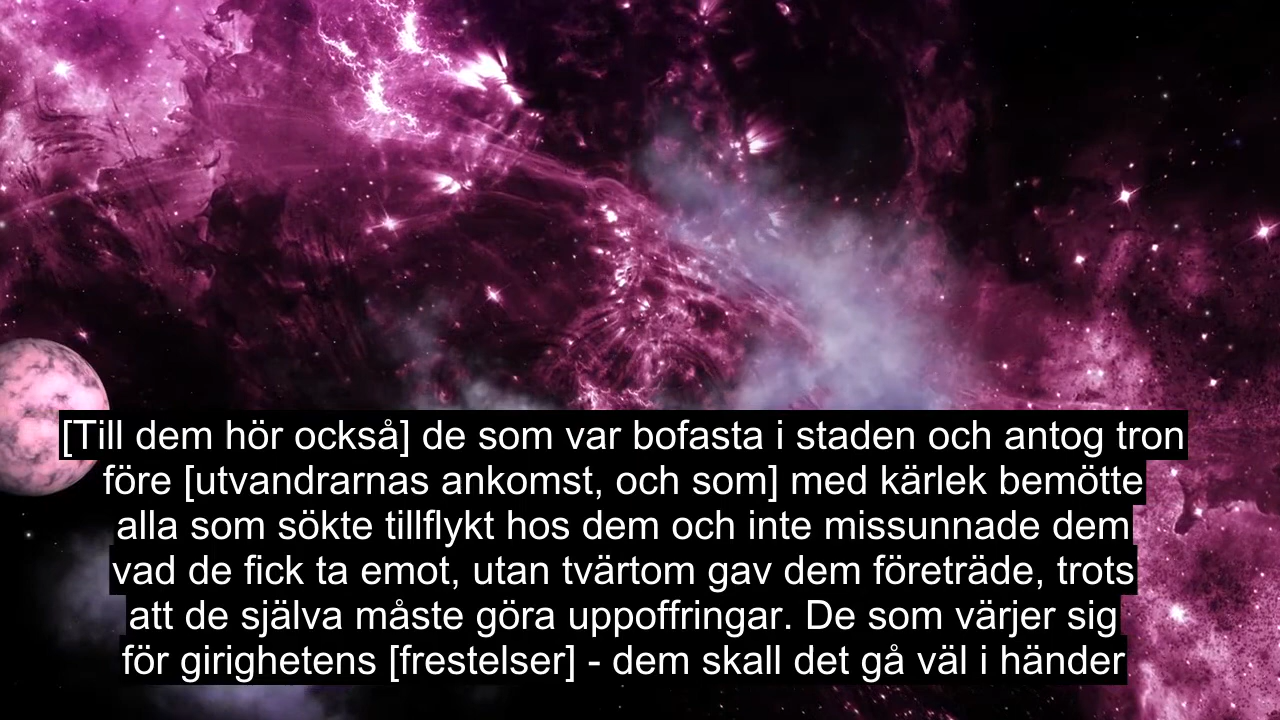 [Till dem hör också] de som var bofasta i staden och antog tron
före [utvandrarnas ankomst, och som] med kärlek bemötte
alla som sökte tillflykt hos dem och inte missunnade dem
vad de fick ta emot, utan tvärtom gav dem företräde, trots
att de själva måste göra uppoffringar. De som värjer sig
för girighetens [frestelser] - dem skall det gå väl i händer